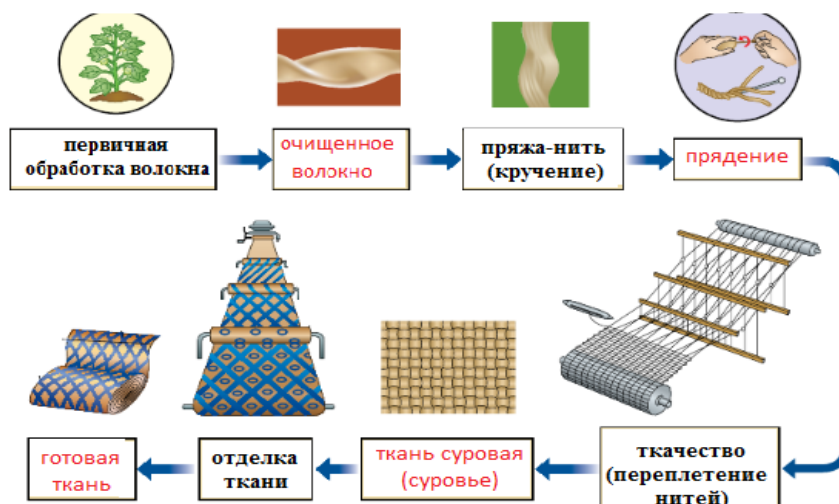 первичная
обработка волокна
очищенное
волокно
пряжа-нить
(кручение)
прядение
готовая
ткань
отделка
ткани
ткань суровая
(суровье)
ткачество
(переплетение
нитей)